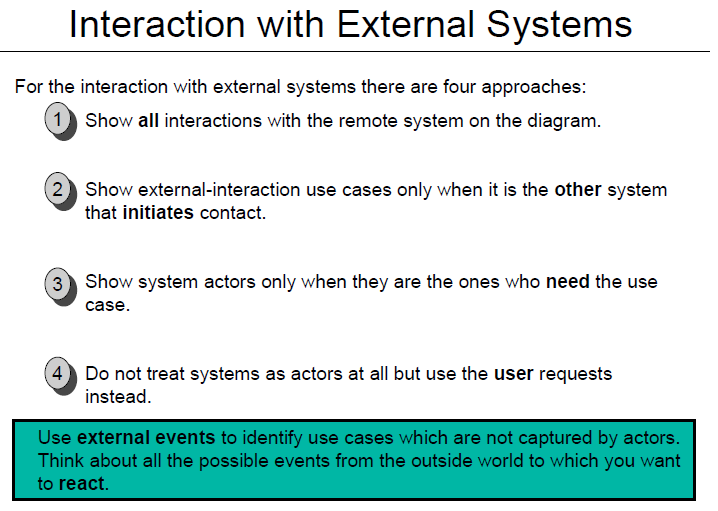 Interaction with External Systems
For the interaction with external systems there are four approaches:
1 Show all interactions with the remote system on the diagram.
2 Show external-interaction use cases only when it is the other system
that initiates contact.
3 Show system actors only when they are the ones who need the use
case.
4 Do not treat systems as actors at all but use the user requests
instead.
Use external events to identify use cases which are not captured by actors.
Think about all the possible events from the outside world to which you want
to react.